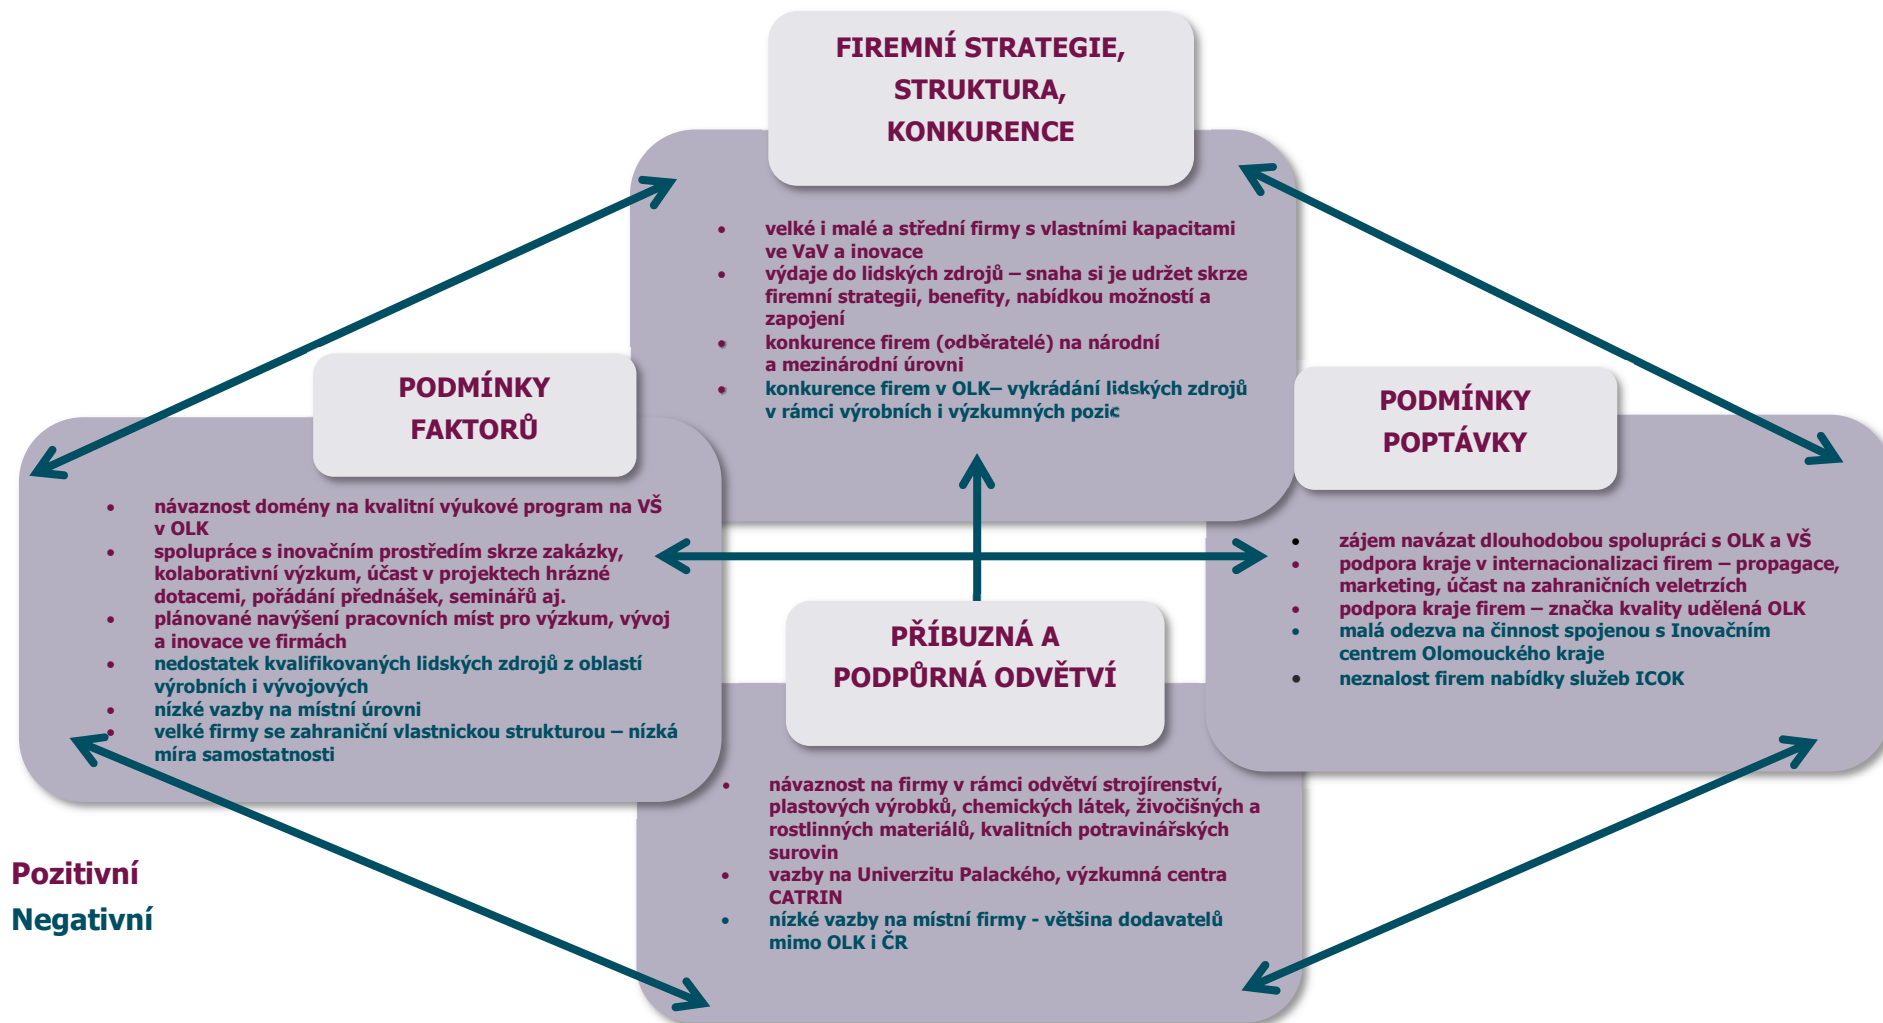 FIREMNÍ STRATEGIE,
STRUKTURA,
KONKURENCE
• velké i malé a střední firmy s vlastními kapacitami
ve VaV a inovace
• výdaje do lidských zdrojů – snaha si je udržet skrze
firemní strategii, benefity, nabídkou možností a
zapojení
• konkurence firem (odběratelé) na národní
a mezinárodní úrovni
• konkurence firem v OLK– vykrádání lidských zdrojů
v rámci výrobních i výzkumných pozic
PODMÍNKY
FAKTORŮ
• návaznost domény na kvalitní výukové program na VŠ
v OLK
• spolupráce s inovačním prostředím skrze zakázky,
kolaborativní výzkum, účast v projektech hrázné
dotacemi, pořádání přednášek, seminářů aj.
• plánované navýšení pracovních míst pro výzkum, vývoj
a inovace ve firmách
• nedostatek kvalifikovaných lidských zdrojů z oblastí
výrobních i vývojových
• nízké vazby na místní úrovni
• velké firmy se zahraniční vlastnickou strukturou – nízká
míra samostatnosti
PODMÍNKY
POPTÁVKY
• zájem navázat dlouhodobou spolupráci s OLK a VŠ
• podpora kraje v internacionalizaci firem – propagace,
marketing, účast na zahraničních veletrzích
• podpora kraje firem – značka kvality udělená OLK
• malá odezva na činnost spojenou s Inovačním
centrem Olomouckého kraje
• neznalost firem nabídky služeb ICOK
PŘÍBUZNÁ A
PODPŮRNÁ ODVĚTVÍ
• návaznost na firmy v rámci odvětví strojírenství,
plastových výrobků, chemických látek, živočišných a
rostlinných materiálů, kvalitních potravinářských
surovin
• vazby na Univerzitu Palackého, výzkumná centra
CATRIN
• nízké vazby na místní firmy - většina dodavatelů
mimo OLK i ČR
Pozitivní
Negativní